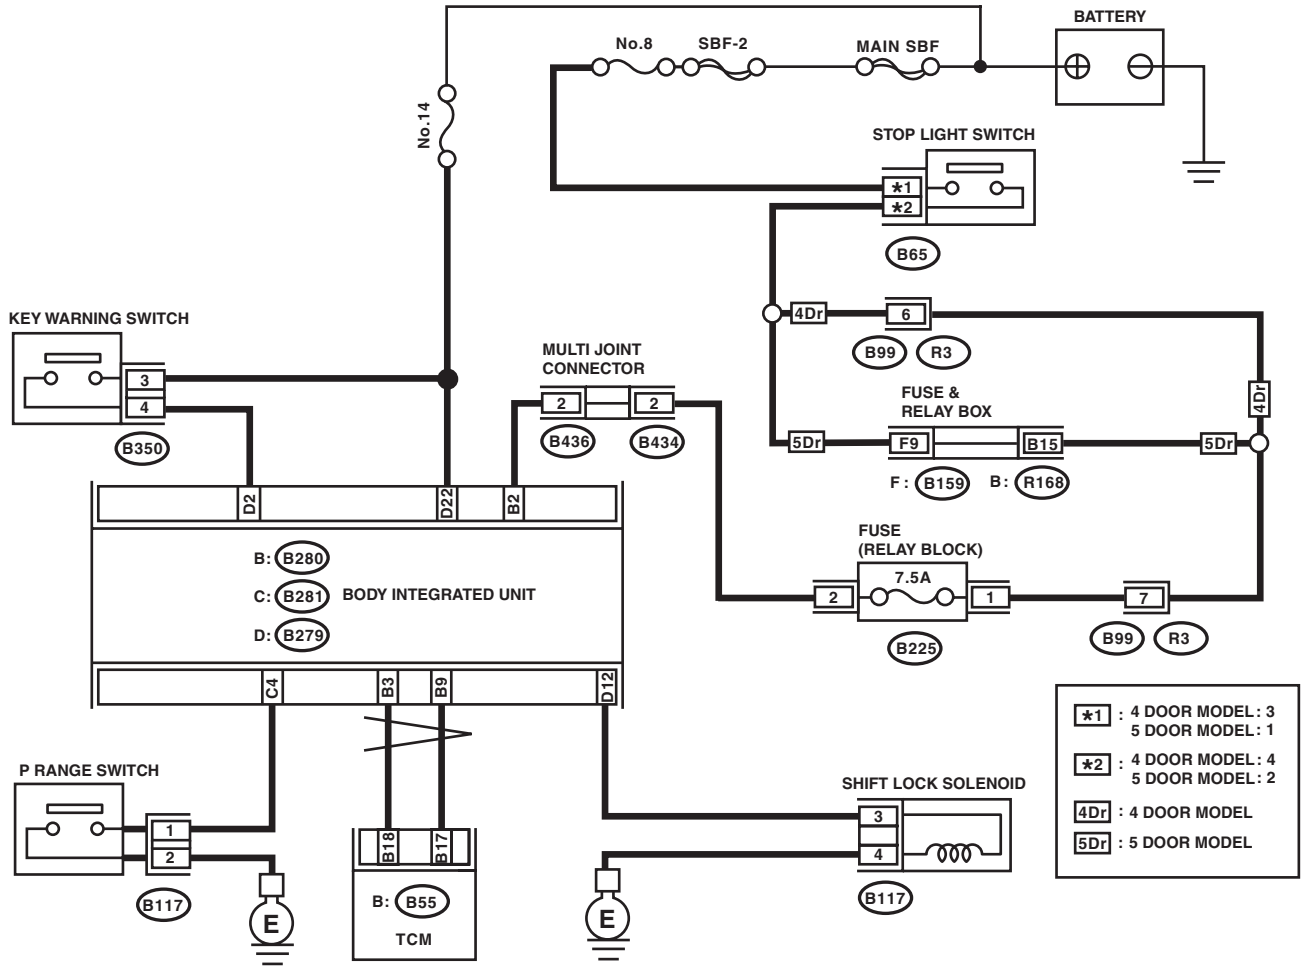 BATTERY
No.8
SBF-2
MAIN SBF
No.14
STOP LIGHT SWITCH
*1
*2
B65
KEY WARNING SWITCH
3
4
B350
4Dr
6
B99
R3
MULTI JOINT
CONNECTOR
2
2
B436
B434
FUSE &
RELAY BOX
4Dr
5Dr
F9
B15
5Dr
F:
B159
B:
R168
D2
D22
B2
FUSE
(RELAY BLOCK)
7.5A
2
1
7
B225
B99
R3
B:
B280
C:
B281
BODY INTEGRATED UNIT
D:
B279
C4
B3
B9
D12
*1 : 4 DOOR MODEL: 3
5 DOOR MODEL: 1
*2 : 4 DOOR MODEL: 4
5 DOOR MODEL: 2
4Dr : 4 DOOR MODEL
5Dr : 5 DOOR MODEL
P RANGE SWITCH
1
2
B117
E
B18
B17
B:
B55
TCM
SHIFT LOCK SOLENOID
3
4
B117
E